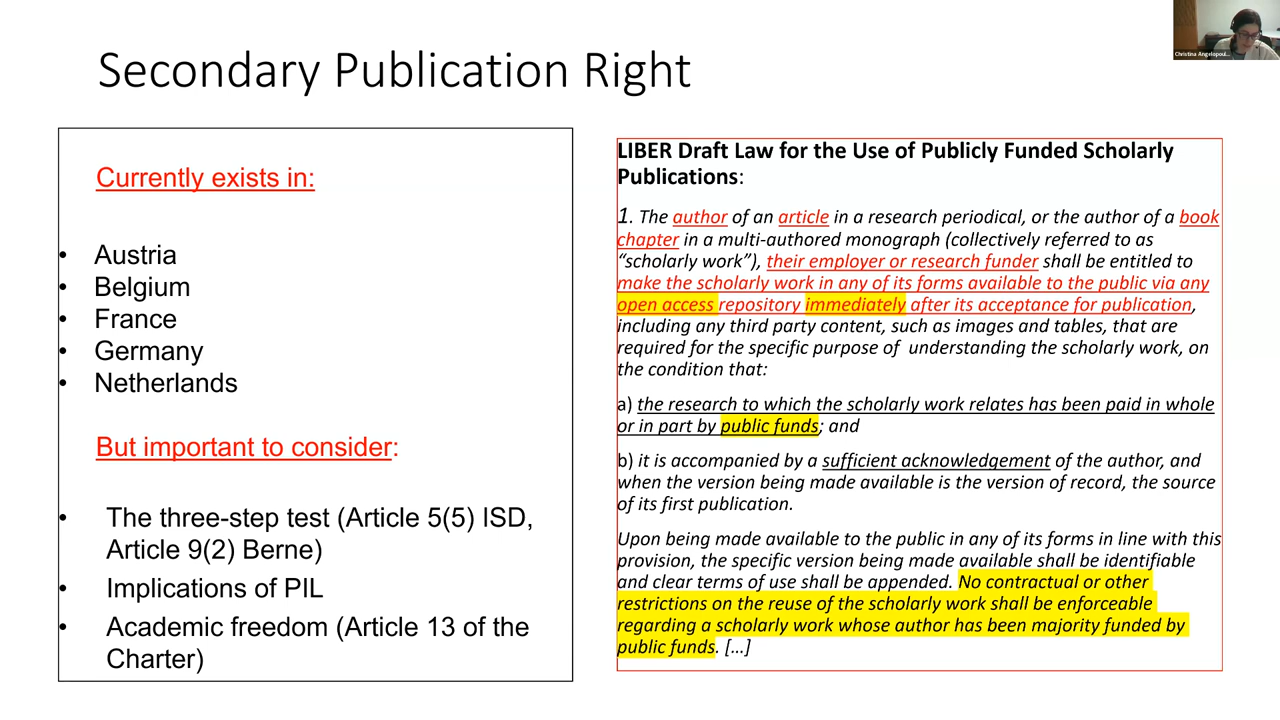 Secondary Publication Right
Christina Angelopoul...
Currently exists in:
• Austria
• Belgium
• France
• Germany
• Netherlands
But important to consider:
• The three-step test (Article 5(5) ISD,
Article 9(2) Berne)
• Implications of PIL
• Academic freedom (Article 13 of the
Charter)
LIBER Draft Law for the Use of Publicly Funded Scholarly
Publications:
1. The author of an article in a research periodical, or the author of a book
chapter in a multi-authored monograph (collectively referred to as
“scholarly work”), their employer or research funder shall be entitled to
make the scholarly work in any of its forms available to the public via any
open access repository immediately after its acceptance for publication,
including any third party content, such as images and tables, that are
required for the specific purpose of understanding the scholarly work, on
the condition that:
a) the research to which the scholarly work relates has been paid in whole
or in part by public funds; and
b) it is accompanied by a sufficient acknowledgement of the author, and
when the version being made available is the version of record, the source
of its first publication.
Upon being made available to the public in any of its forms in line with this
provision, the specific version being made available shall be identifiable
and clear terms of use shall be appended. No contractual or other
restrictions on the reuse of the scholarly work shall be enforceable
regarding a scholarly work whose author has been majority funded by
public funds. [...]